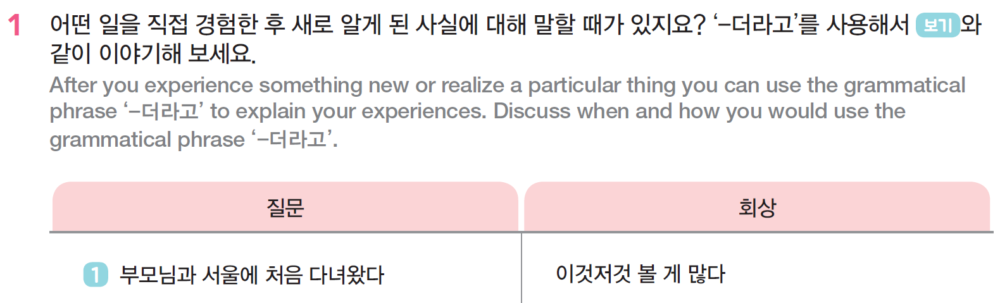 1 어떤 일을 직접 경험한 후 새로 알게 된 사실에 대해 말할 때가 있지요? ‘–더라고’를 사용해서 보기와
같이 이야기해 보세요.
After you experience something new or realize a particular thing you can use the grammatical
phrase ‘–더라고’ to explain your experiences. Discuss when and how you would use the
grammatical phrase ‘–더라고’.
질문 회상
1 부모님과 서울에 처음 다녀왔다 이것저것 볼 게 많다